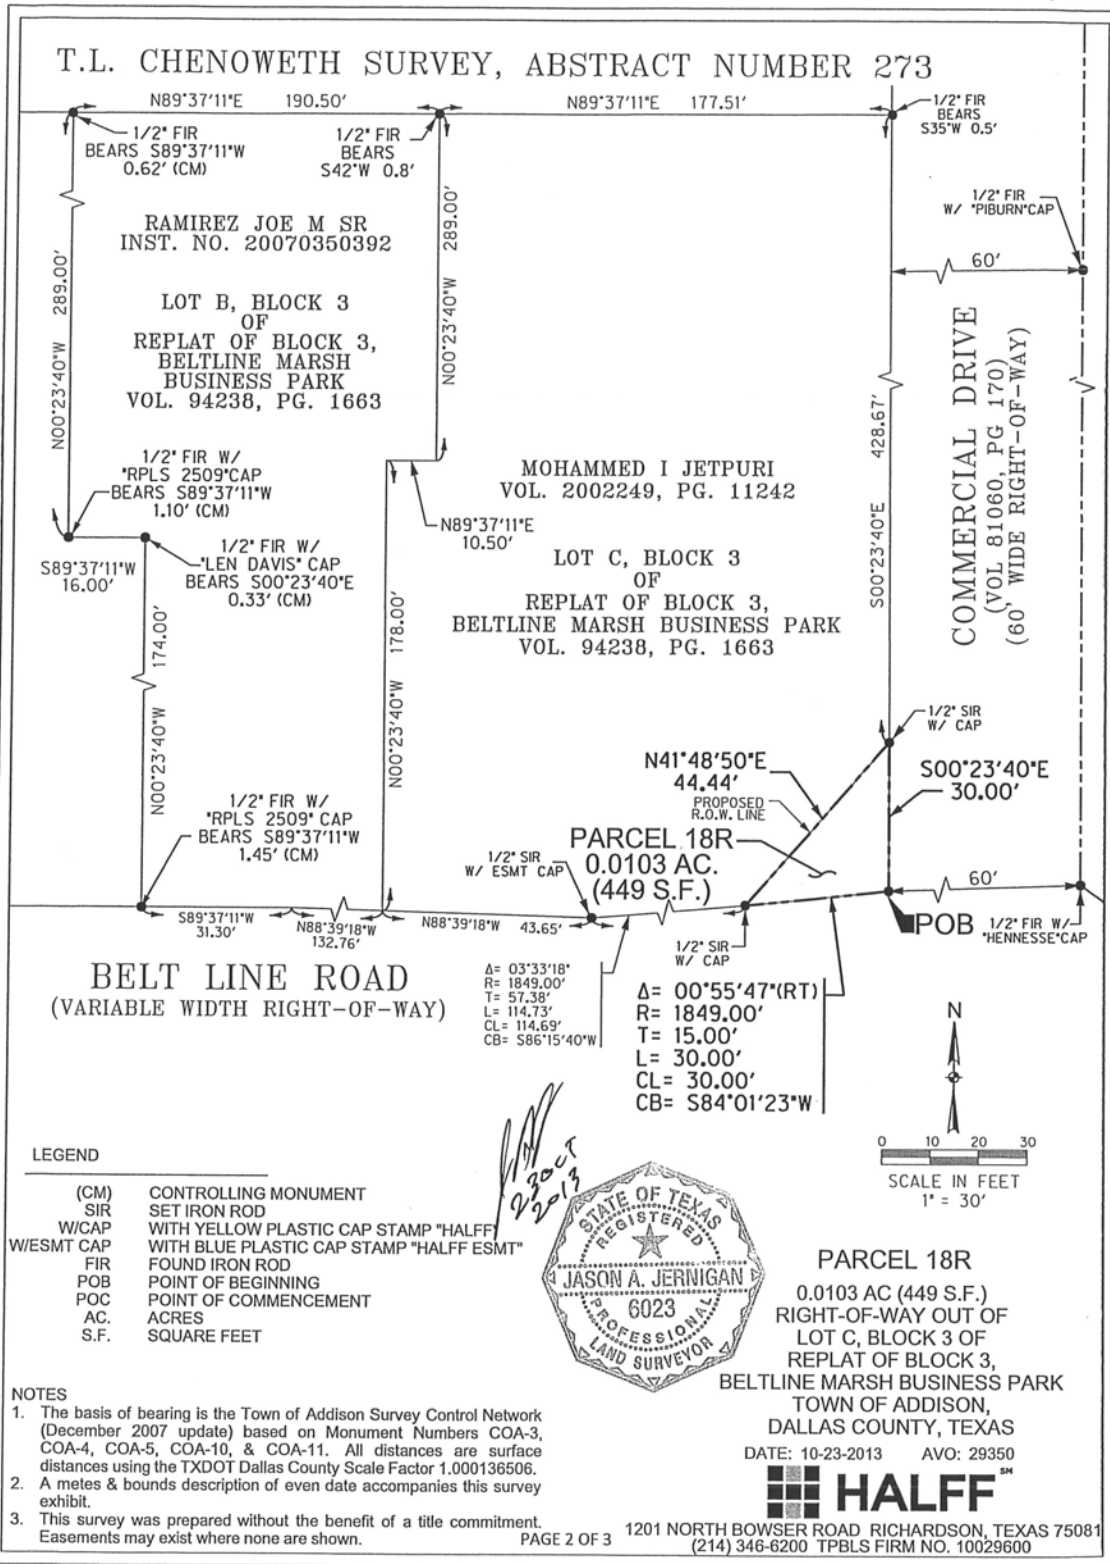 T.L. CHENOWETH SURVEY, ABSTRACT NUMBER 273
N89°37'11"E 190.50'
N89°37'11"E 177.51'
1/2" FIR
BEARS S89°37'11"W
0.62' (CM)
1/2" FIR
BEARS
S42°W 0.8'
1/2" FIR
BEARS
S35°W 0.5'
1/2" FIR
W/ "PIBURN"CAP
RAMIREZ JOE M SR
INST. NO. 20070350392
LOT B, BLOCK 3
OF
REPLAT OF BLOCK 3,
BELTLINE MARSH
BUSINESS PARK
VOL. 94238, PG. 1663
N00°23'40"W 289.00'
N00°23'40"W 289.00'
60'
COMMERCIAL DRIVE
(VOL 81060, PG 170)
(60' WIDE RIGHT-OF-WAY)
S00°23'40"E 428.67'
1/2" FIR W/
"RPLS 2509"CAP
BEARS S89°37'11"W
1.10' (CM)
MOHAMMED I JETPURI
VOL. 2002249, PG. 11242
N89°37'11"E
10.50'
LOT C, BLOCK 3
OF
REPLAT OF BLOCK 3,
BELTLINE MARSH BUSINESS PARK
VOL. 94238, PG. 1663
S89°37'11"W
16.00'
1/2" FIR W/
"LEN DAVIS" CAP
BEARS S00°23'40"E
0.33' (CM)
N00°23'40"W 174.00'
N00°23'40"W 178.00'
1/2" SIR
W/ CAP
N41°48'50"E
44.44'
PROPOSED
R.O.W. LINE
S00°23'40"E
30.00'
1/2" FIR W/
"RPLS 2509" CAP
BEARS S89°37'11"W
1.45' (CM)
PARCEL 18R
0.0103 AC.
(449 S.F.)
1/2" SIR
W/ ESMT CAP
60'
POB
1/2" FIR W/
"HENNESSE"CAP
S89°37'11"W
31.30'
N88°39'18"W
132.76'
N88°39'18"W 43.65'
1/2" SIR
W/ CAP
BELT LINE ROAD
(VARIABLE WIDTH RIGHT-OF-WAY)
Δ= 03°33'18"
R= 1849.00'
T= 57.38'
L= 114.73'
CL= 114.69'
CB= S86°15'40"W
Δ= 00°55'47"(RT)
R= 1849.00'
T= 15.00'
L= 30.00'
CL= 30.00'
CB= S84°01'23"W
N
0 10 20 30
SCALE IN FEET
1" = 30'
23 OCT
2013
LEGEND
(CM) CONTROLLING MONUMENT
SIR SET IRON ROD
W/CAP WITH YELLOW PLASTIC CAP STAMP "HALFF"
W/ESMT CAP WITH BLUE PLASTIC CAP STAMP "HALFF ESMT"
FIR FOUND IRON ROD
POB POINT OF BEGINNING
POC POINT OF COMMENCEMENT
AC. ACRES
S.F. SQUARE FEET
STATE OF TEXAS
REGISTERED
JASON A. JERNIGAN
6023
PROFESSIONAL
LAND SURVEYOR
PARCEL 18R
0.0103 AC (449 S.F.)
RIGHT-OF-WAY OUT OF
LOT C, BLOCK 3 OF
REPLAT OF BLOCK 3,
BELTLINE MARSH BUSINESS PARK
TOWN OF ADDISON,
DALLAS COUNTY, TEXAS
DATE: 10-23-2013 AVO: 29350
HALFF SM
1201 NORTH BOWSER ROAD RICHARDSON, TEXAS 75081
(214) 346-6200 TPBLS FIRM NO. 10029600
NOTES
1. The basis of bearing is the Town of Addison Survey Control Network
(December 2007 update) based on Monument Numbers COA-3,
COA-4, COA-5, COA-10, & COA-11. All distances are surface
distances using the TXDOT Dallas County Scale Factor 1.000136506.
2. A metes & bounds description of even date accompanies this survey
exhibit.
3. This survey was prepared without the benefit of a title commitment.
Easements may exist where none are shown.
PAGE 2 OF 3